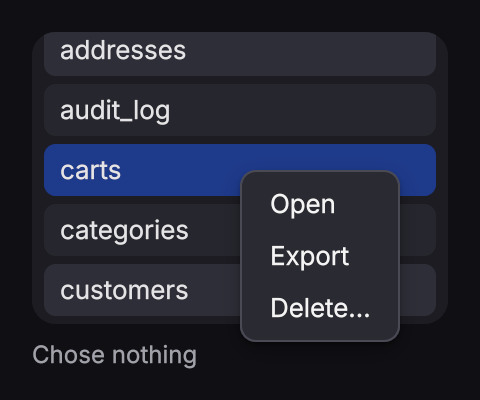 addresses
audit_log
carts
categories
customers
Open
Export
Delete...
Chose nothing